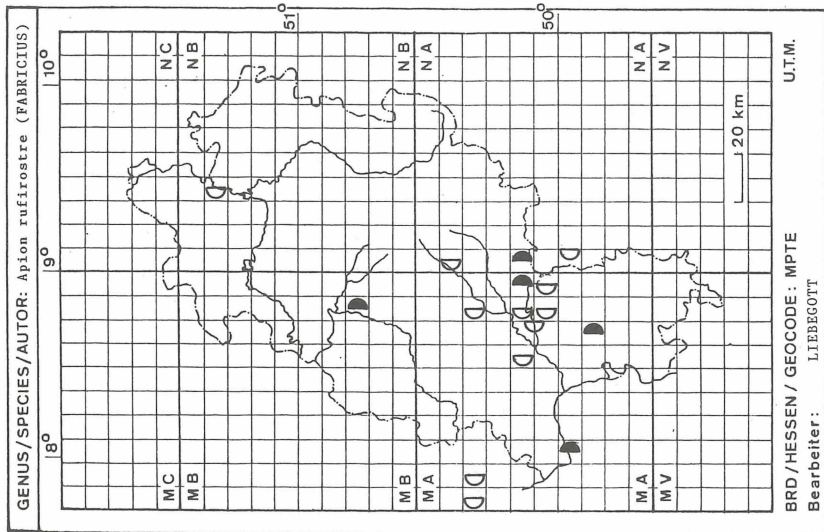 GENUS/SPECIES/AUTOR: Apion rufirostre (FABRICIUS)
8° 9° 10°
MC NC
MB NB
51°
MB NB
MA NA
50°
MA NA
MV NV
20 km
BRD/HESSEN/GEOCODE: MPTE U.T.M.
Bearbeiter: LIEBEGOTT